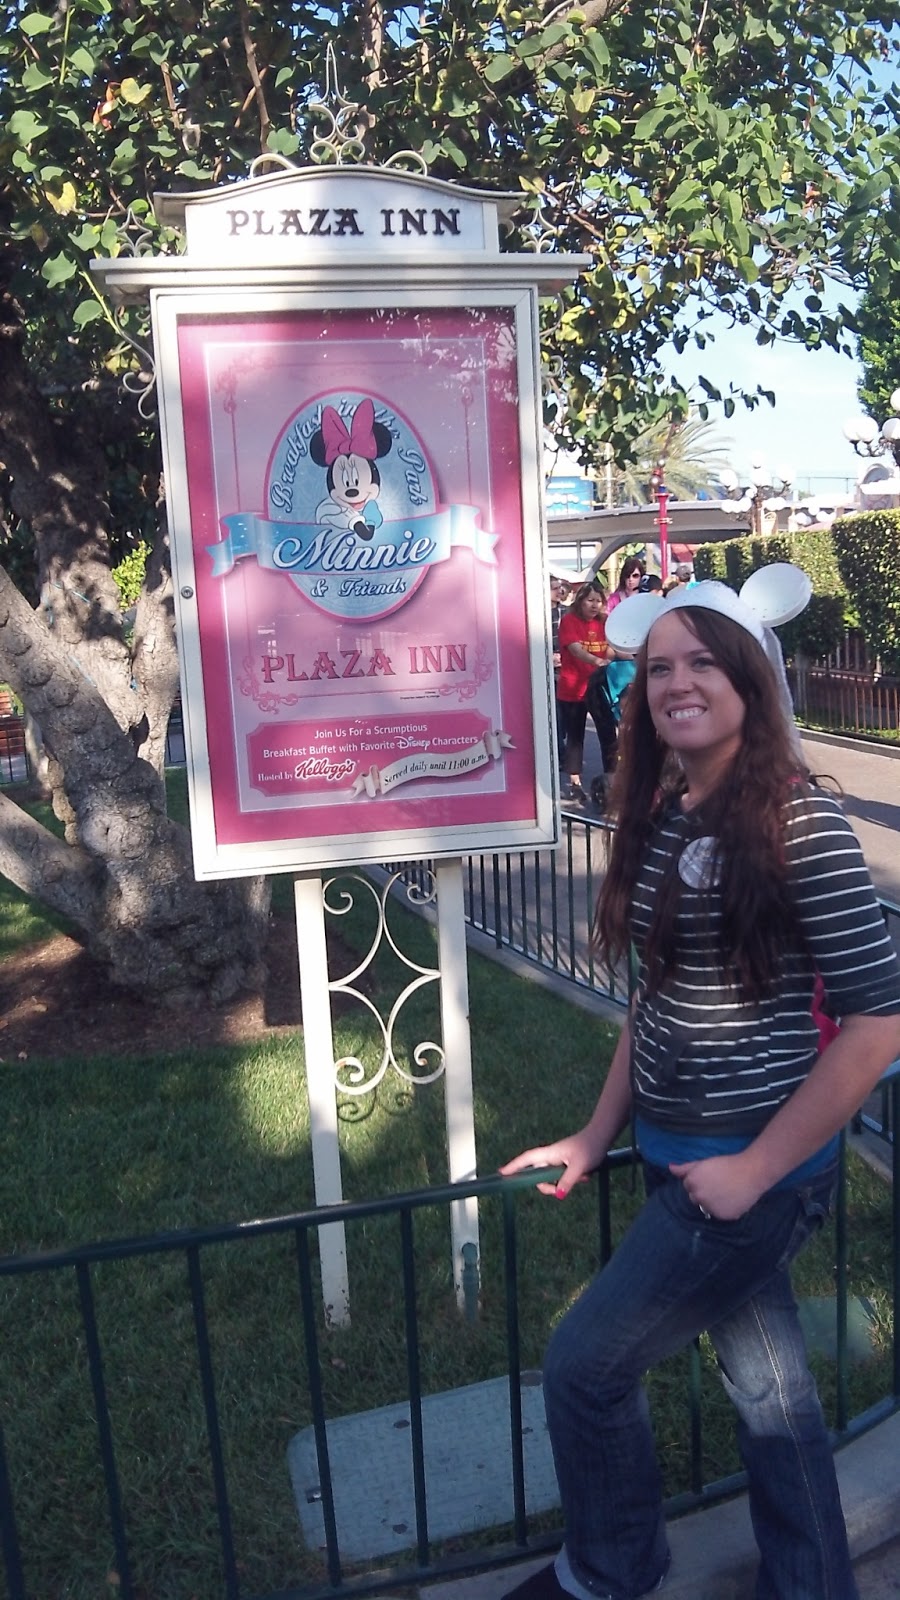 PLAZA INN
Breakfast in the Park
Minnie
& Friends
PLAZA INN
Join Us For a Scrumptious
Breakfast Buffet with Favorite Disney Characters
Hosted by Kellogg's
Served daily until 11:00 a.m.